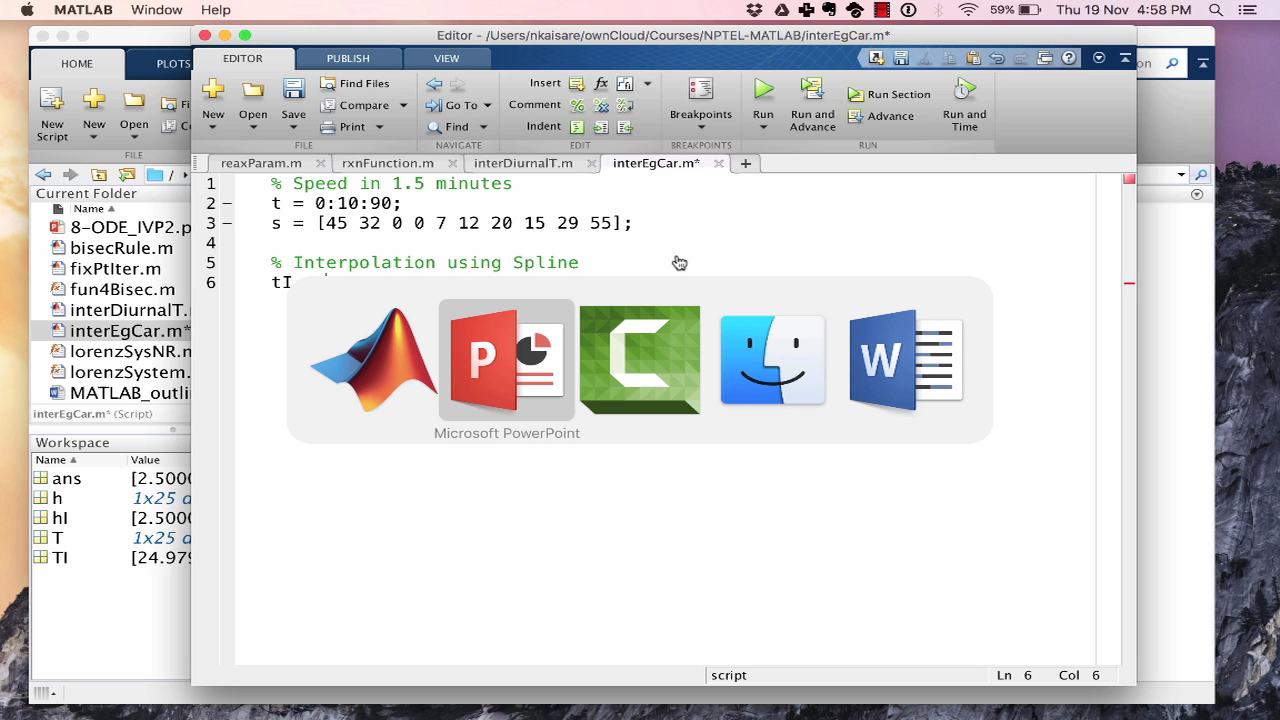 MATLAB Window Help 59% Thu 19 Nov 4:58 PM
HOME PLOTS
Editor - /Users/nkaisare/ownCloud/Courses/NPTEL-MATLAB/interEgCar.m*
EDITOR PUBLISH VIEW
New Script New Open
FILE
New Open Save
Find Files
Compare
Print
FILE
Go To
Find
NAVIGATE
Insert
Comment
Indent
EDIT
Breakpoints
BREAKPOINTS
Run
Run and Advance
Run Section
Advance
Run and Time
RUN
reaxParam.m rxnFunction.m interDiurnalT.m interEgCar.m*
Current Folder
Name
8-ODE_IVP2.p
bisecRule.m
fixPtIter.m
fun4Bisec.m
interDiurnalT.
interEgCar.m*
lorenzSysNR.
lorenzSystem.
MATLAB_outli
interEgCar.m* (Script)
Workspace
Name Value
ans [2.5000
h 1x25 d
hI [2.5000
T 1x25 d
TI [24.979
1 % Speed in 1.5 minutes
2 t = 0:10:90;
3 s = [45 32 0 0 7 12 20 15 29 55];
4
5 % Interpolation using Spline
6 tI
P
C
W
Microsoft PowerPoint
script Ln 6 Col 6